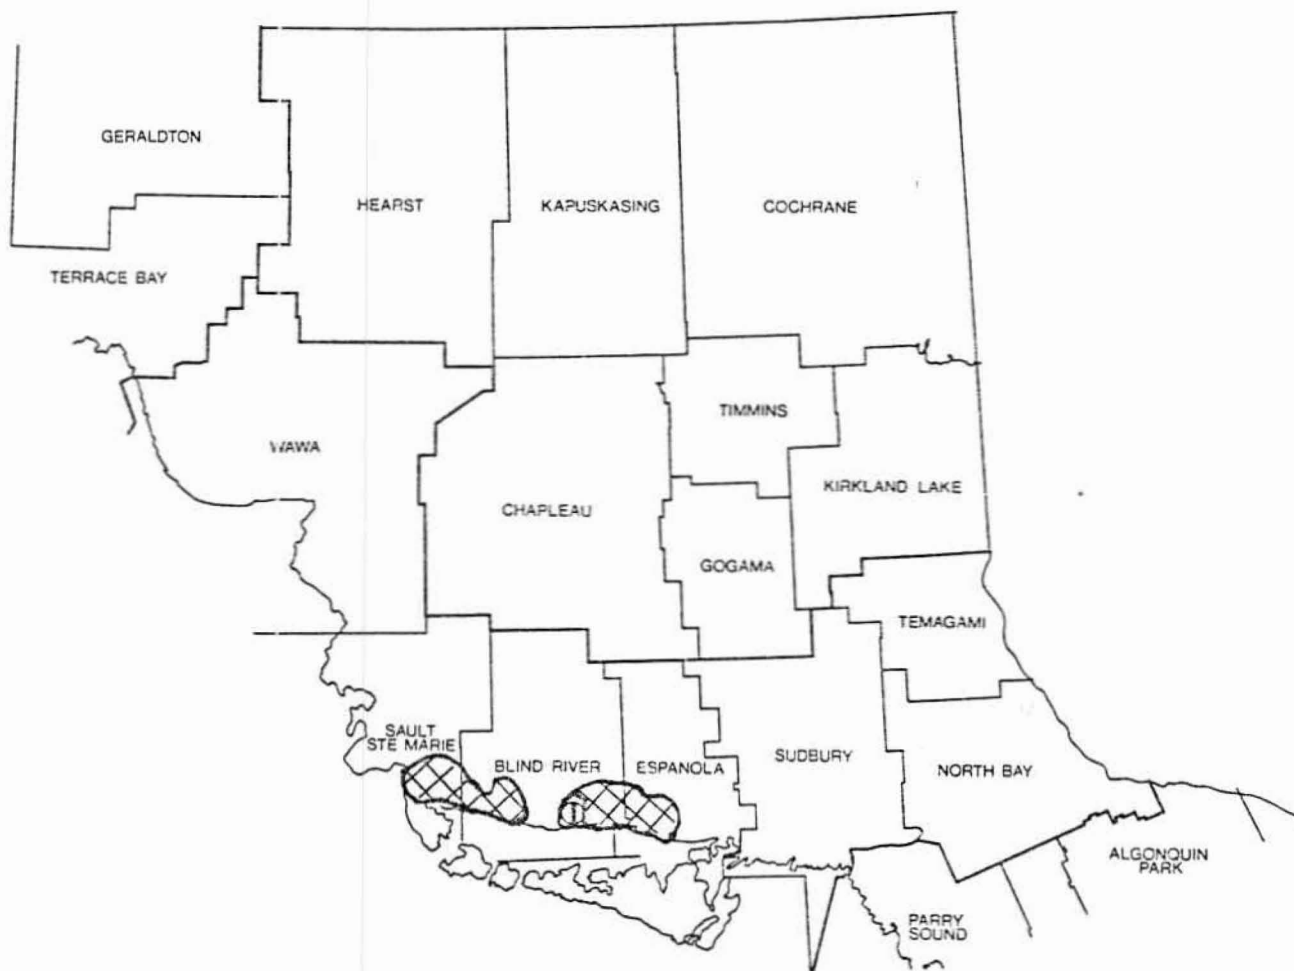 GERALDTON
HEARST
KAPUSKASING
COCHRANE
TERRACE BAY
TIMMINS
WAWA
KIRKLAND LAKE
CHAPLEAU
GOGAMA
TEMAGAMI
SAULT
STE MARIE
BLIND RIVER
ESPANOLA
SUDBURY
NORTH BAY
ALGONQUIN
PARK
PARRY
SOUND